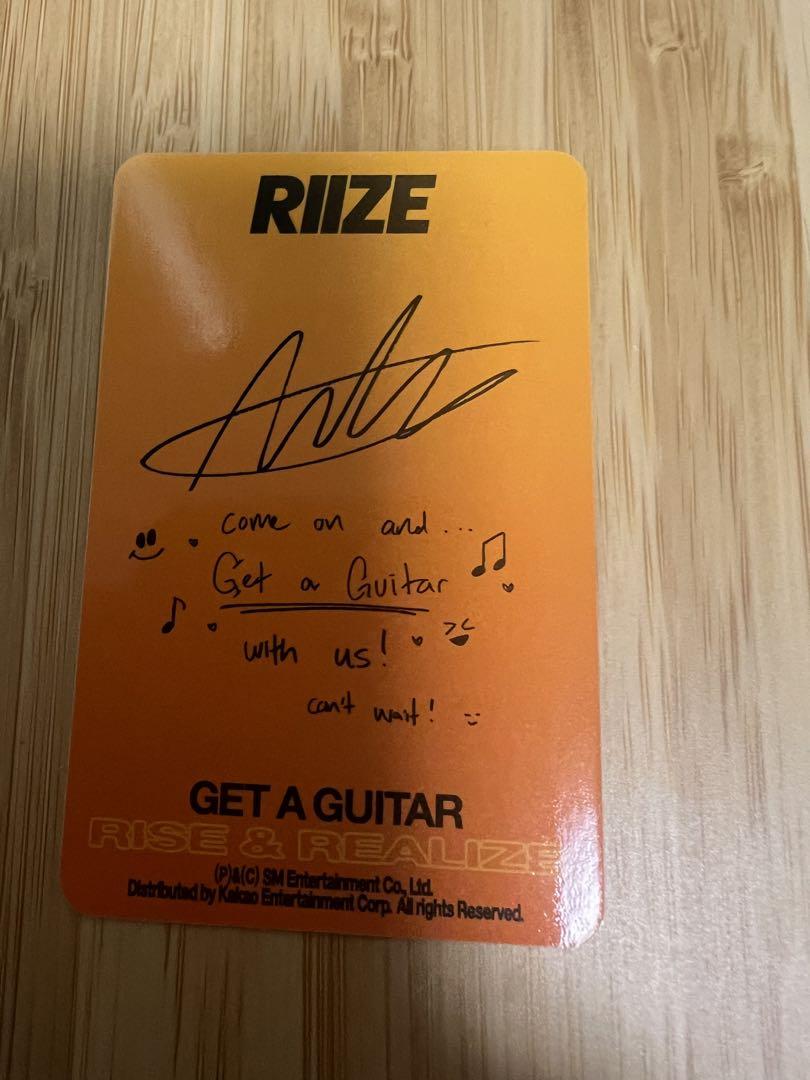 RIIZE
come on and...
Get a Guitar
with us!
can't wait!
GET A GUITAR
RISE & REALIZE
(P)&(C) SM Entertainment Co., Ltd.
Distributed by Kakao Entertainment Corp. All rights Reserved.